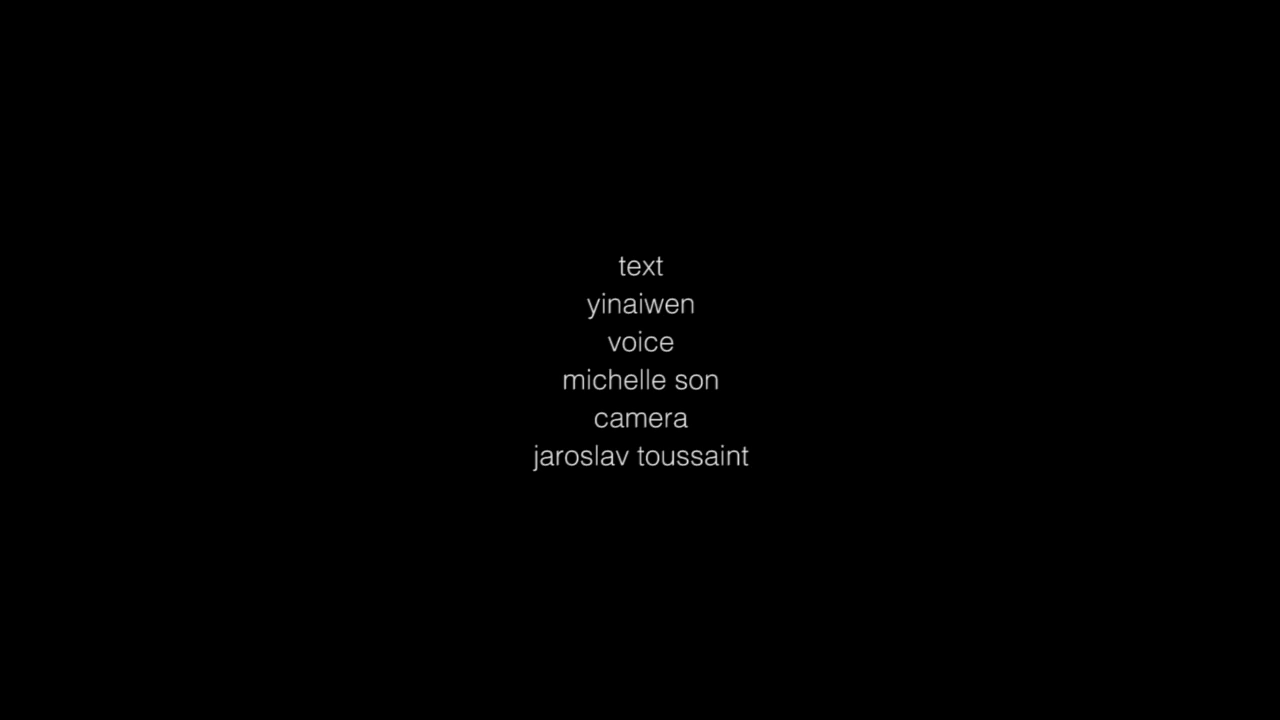 text
yinaiwen
voice
michelle son
camera
jaroslav toussaint